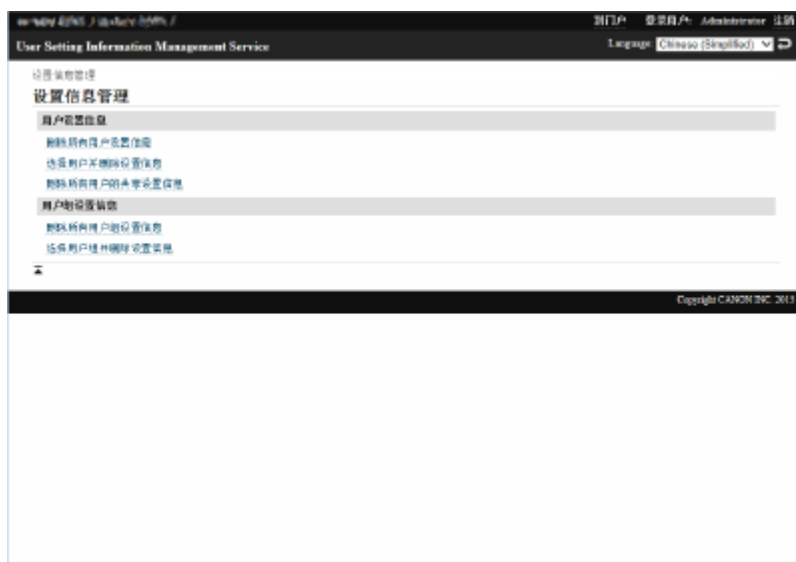 到门户 登录用户: Administrator 注销
User Setting Information Management Service
Language: Chinese (Simplified)
设置信息管理
设置信息管理
用户设置信息
删除所有用户设置信息
选择用户并删除设置信息
删除所有用户的共享设置信息
用户组设置信息
删除所有用户组设置信息
选择用户组并删除设置信息
Copyright CANON INC. 2015